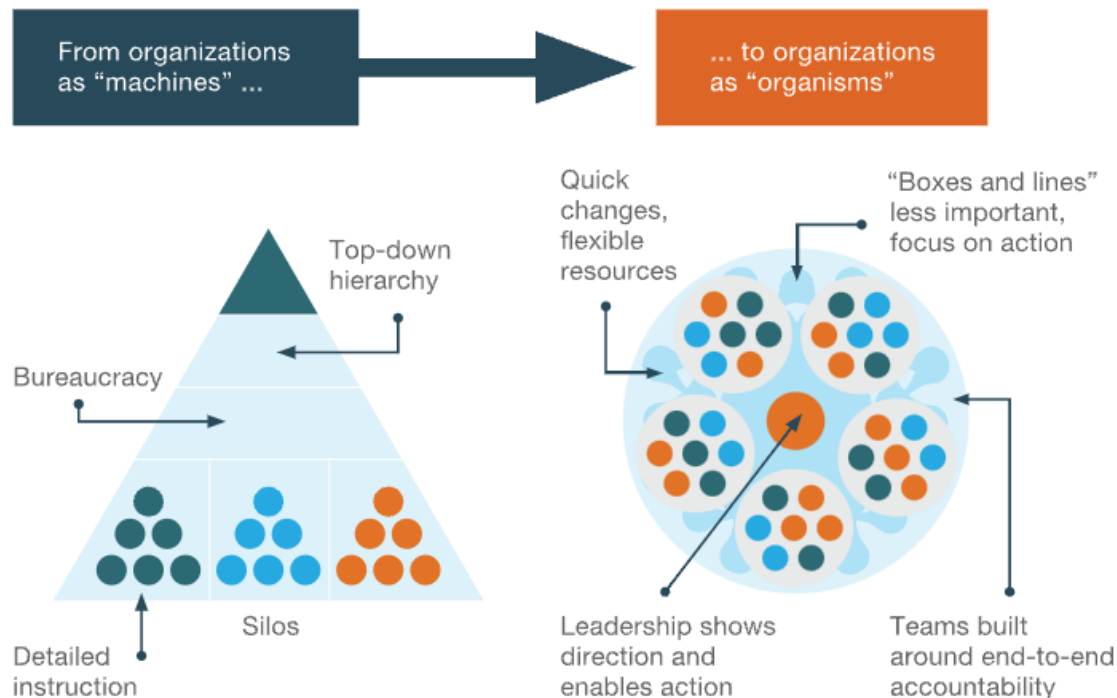 From organizations
as “machines” ...
... to organizations
as “organisms”
Top-down
hierarchy
Bureaucracy
Silos
Detailed
instruction
Quick
changes,
flexible
resources
“Boxes and lines”
less important,
focus on action
Leadership shows
direction and
enables action
Teams built
around end-to-end
accountability